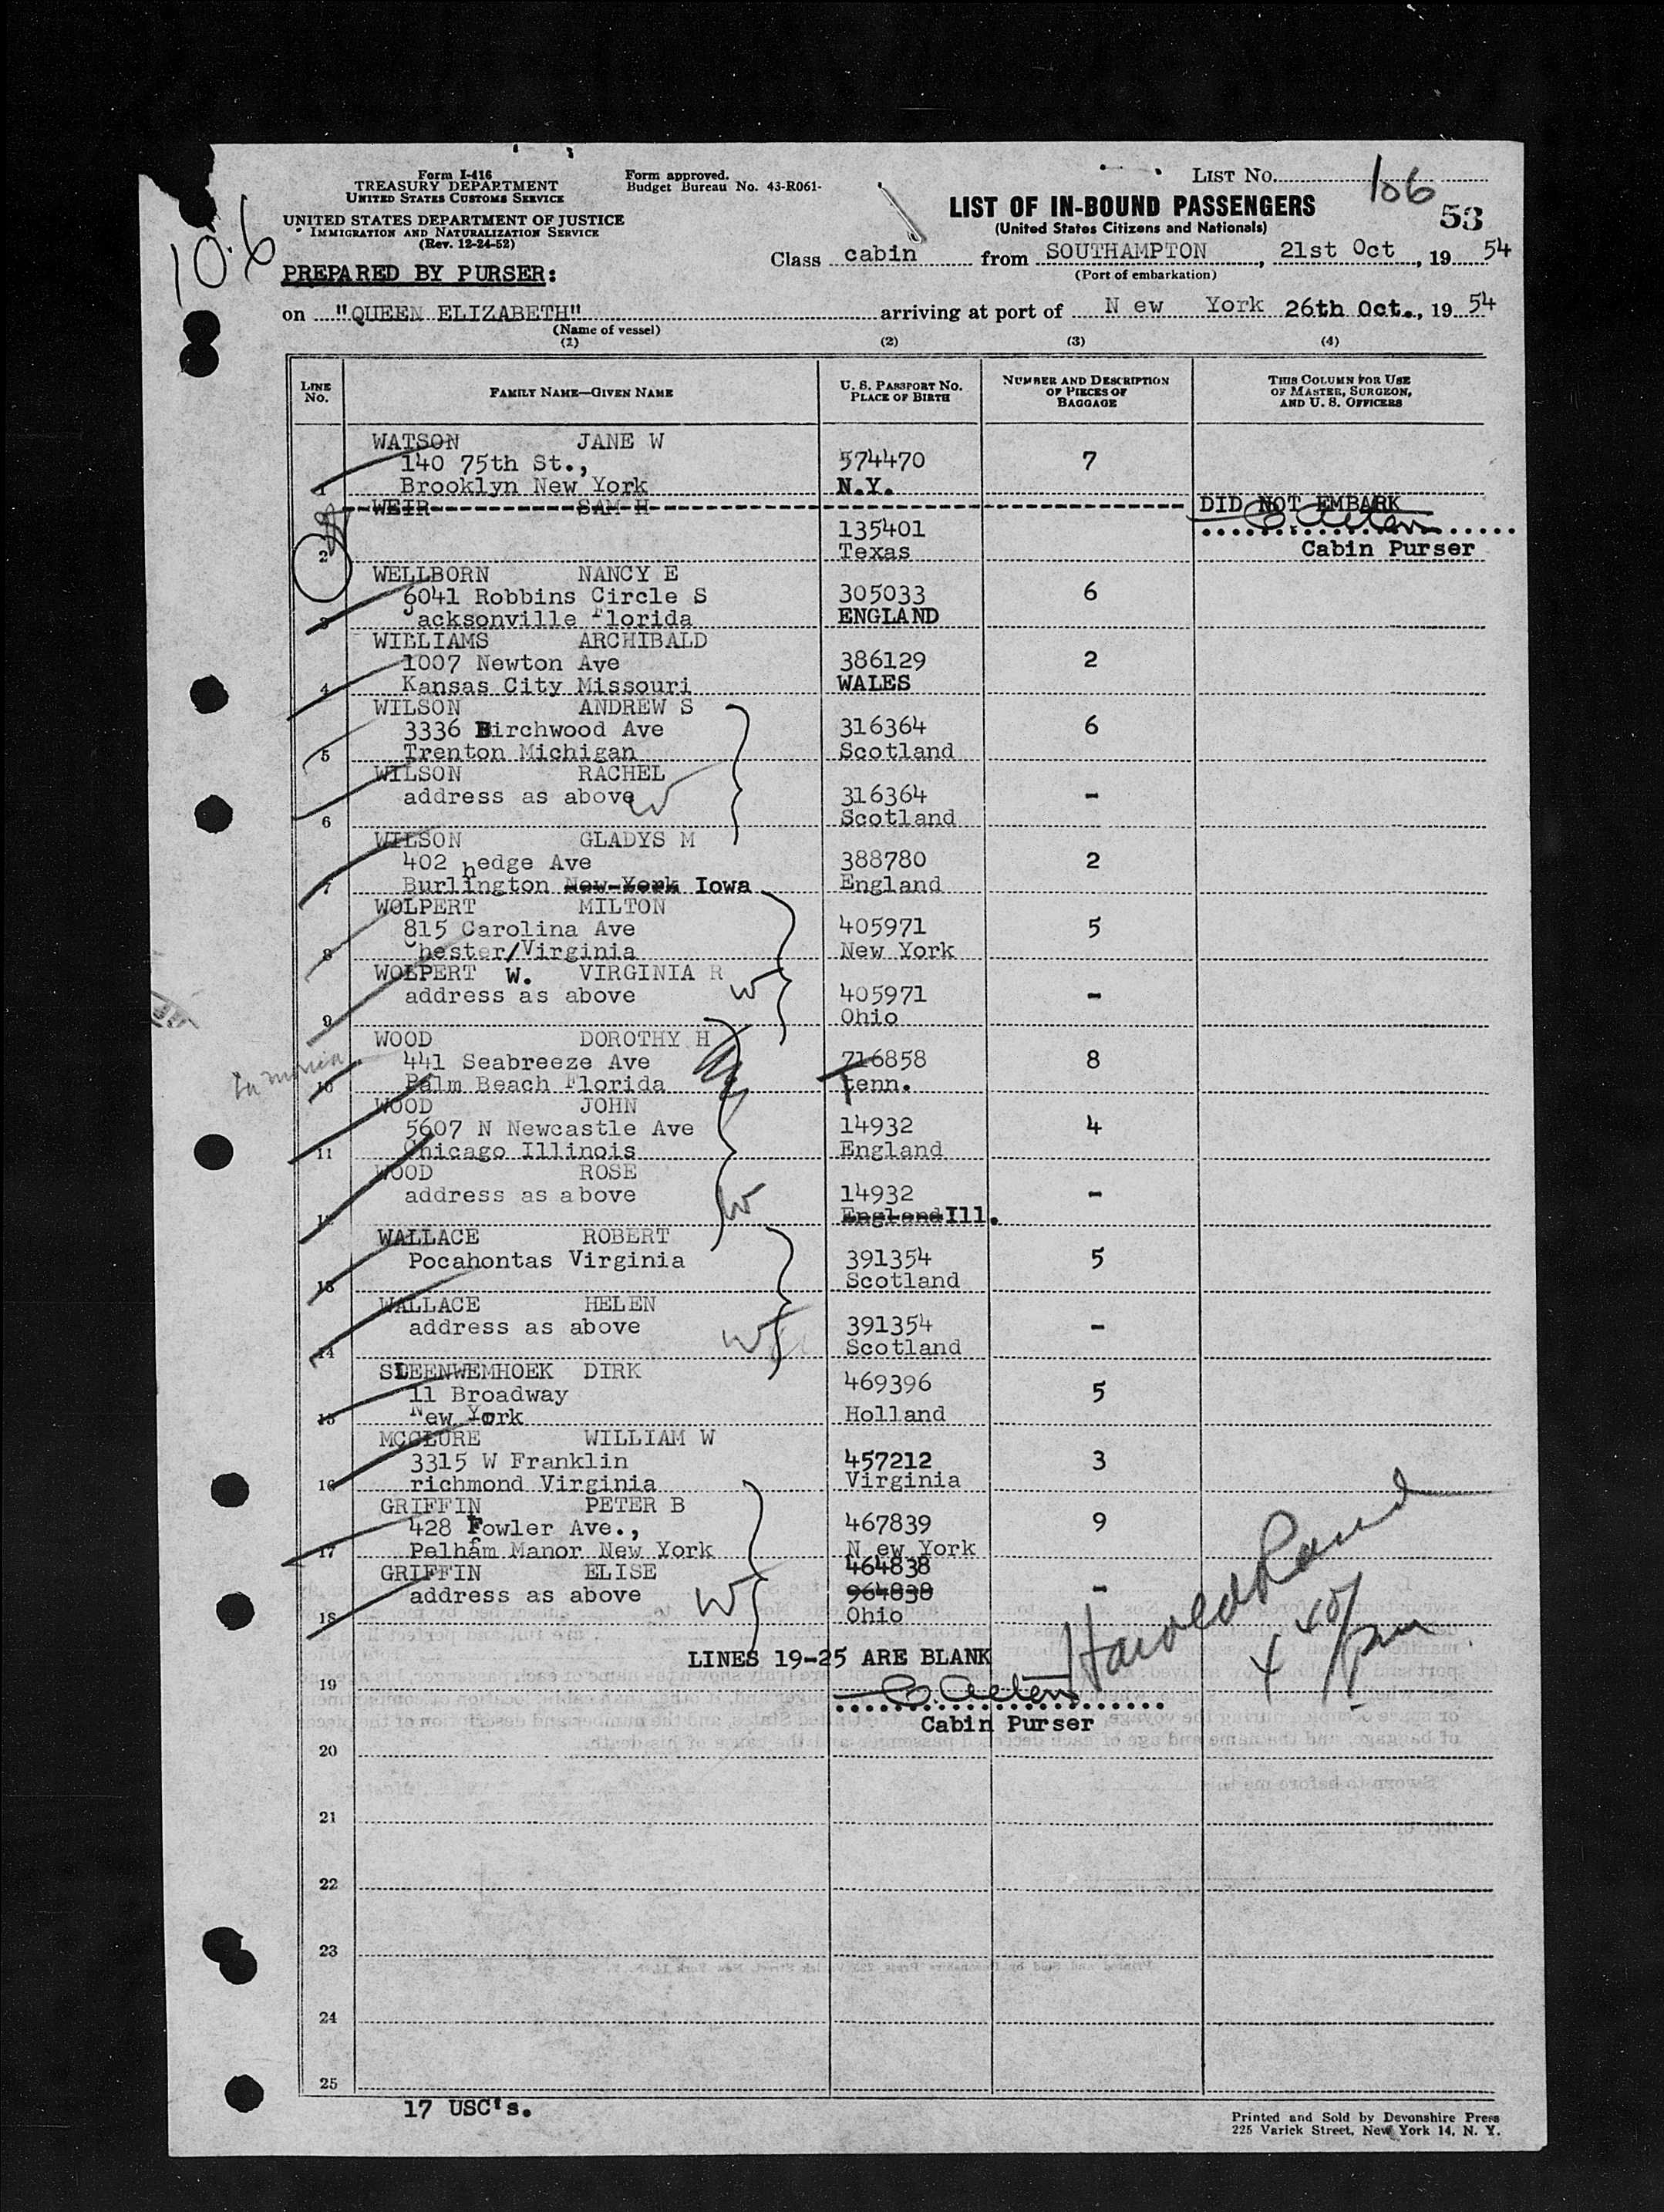 Form I-416
TREASURY DEPARTMENT
UNITED STATES CUSTOMS SERVICE
UNITED STATES DEPARTMENT OF JUSTICE
IMMIGRATION AND NATURALIZATION SERVICE
(Rev. 12-24-52)
Form approved.
Budget Bureau No. 43-R061-
LIST NO. 106
53
10.6
LIST OF IN-BOUND PASSENGERS
(United States Citizens and Nationals)
PREPARED BY PURSER:
Class cabin from SOUTHAMPTON, 21st Oct, 19 54
(Port of embarkation)
on "QUEEN ELIZABETH" arriving at port of N ew York 26th Oct., 19 54
(Name of vessel)
(1) (2) (3) (4)
LINE NO.
FAMILY NAME—GIVEN NAME
U. S. PASSPORT NO.
PLACE OF BIRTH
NUMBER AND DESCRIPTION
OF PIECES OF
BAGGAGE
THIS COLUMN FOR USE
OF MASTER, SURGEON,
AND U. S. OFFICERS
WATSON JANE W
140 75th St., 574470 7
1 Brooklyn New York N.Y.
WEIR SAM H DID NOT EMBARK
135401
2 Texas Cabin Purser
WELLBORN NANCY E
6041 Robbins Circle S 305033 6
3 Jacksonville Florida ENGLAND
WILLIAMS ARCHIBALD
1007 Newton Ave 386129 2
4 Kansas City Missouri WALES
WILSON ANDREW S
3336 Birchwood Ave 316364 6
5 Trenton Michigan Scotland
WILSON RACHEL
address as above W 316364 -
6 Scotland
WILSON GLADYS M
402 hedge Ave 388780 2
7 Burlington New York Iowa England
WOLPERT MILTON
815 Carolina Ave 405971 5
8 Chester/Virginia New York
WOLPERT W. VIRGINIA R
address as above W 405971 -
9 Ohio
WOOD DOROTHY H
441 Seabreeze Ave 716858 8
10 Palm Beach Florida Tenn.
WOOD JOHN
5607 N Newcastle Ave 14932 4
11 Chicago Illinois England
WOOD ROSE
address as above W 14932 -
12 England Ill.
WALLACE ROBERT
Pocahontas Virginia 391354 5
13 Scotland
WALLACE HELEN
address as above W 391354 -
14 Scotland
SLEENWEMHOEK DIRK
11 Broadway 469396 5
15 New York Holland
MCCLURE WILLIAM W
3315 W Franklin 457212 3
16 richmond Virginia Virginia
GRIFFIN PETER B
428 Fowler Ave., 467839 9
17 Pelham Manor New York N ew York
GRIFFIN ELISE 464838
address as above W 964838 -
18 Ohio
LINES 19-25 ARE BLANK
19
Cabin Purser
Harold
pm
20
21
22
23
24
25
17 USC's.
Printed and Sold by Devonshire Press
225 Varick Street, New York 14, N. Y.